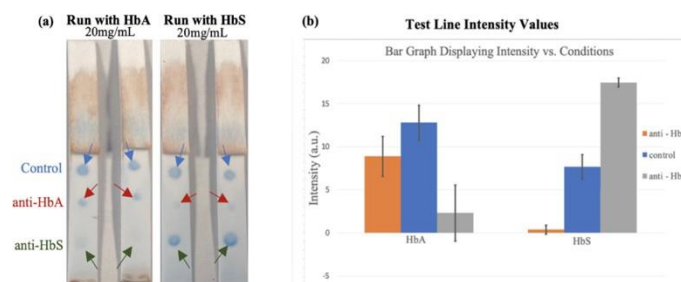 (a)
Run with HbA
20mg/mL
Run with HbS
20mg/mL
Control
anti-HbA
anti-HbS
(b)
Test Line Intensity Values
Bar Graph Displaying Intensity vs. Conditions
Intensity (a.u.)
20
15
10
5
0
-5
HbA
HbS
anti - Hb
control
anti - Hb